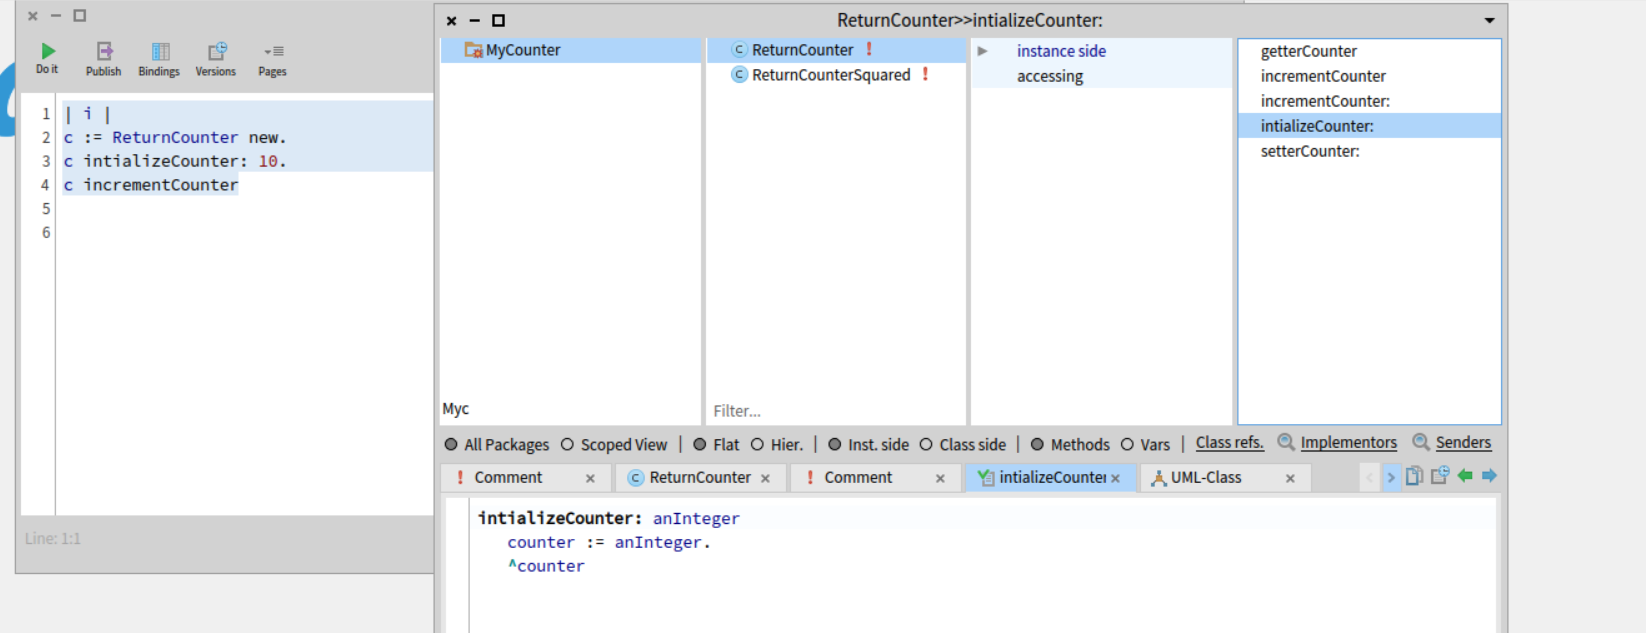 ReturnCounter>>intializeCounter:
Do it Publish Bindings Versions Pages
1 | i |
2 c := ReturnCounter new.
3 c intializeCounter: 10.
4 c incrementCounter
5
6
Line: 1:1
MyCounter
Myc
ReturnCounter !
ReturnCounterSquared !
Filter...
instance side
accessing
getterCounter
incrementCounter
incrementCounter:
intializeCounter:
setterCounter:
All Packages Scoped View | Flat Hier. | Inst. side Class side | Methods Vars | Class refs. Implementors Senders
! Comment × C ReturnCounter × ! Comment × intializeCounter × UML-Class ×
intializeCounter: anInteger
counter := anInteger.
^counter